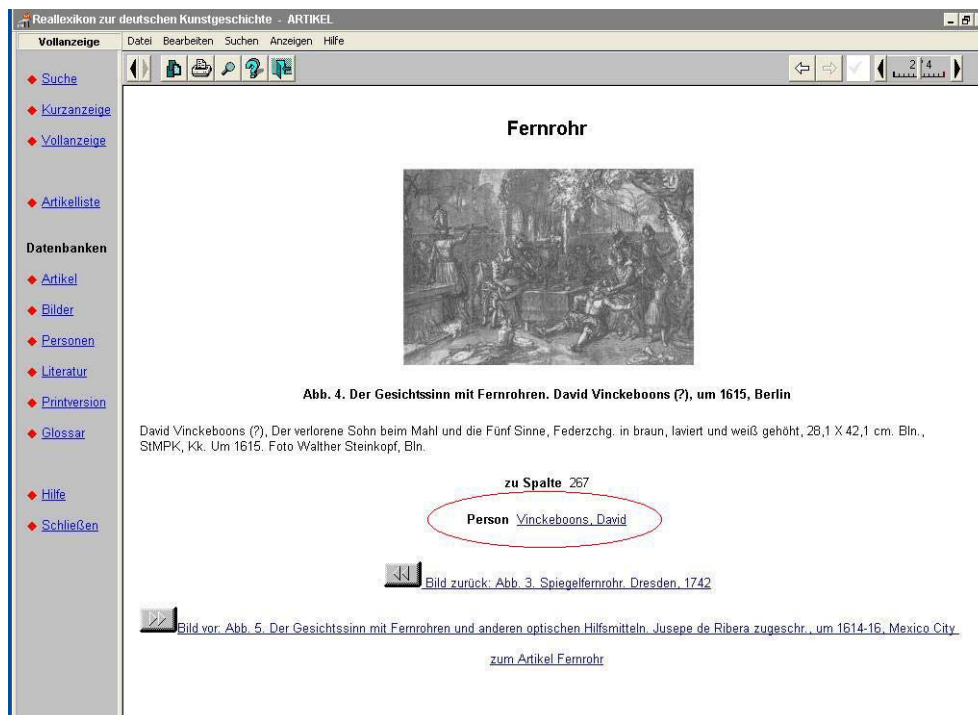 Reallexikon zur deutschen Kunstgeschichte - ARTIKEL
Vollanzeige
Datei Bearbeiten Suchen Anzeigen Hilfe
2 4
Suche
Kurzanzeige
Vollanzeige
Artikelliste
Datenbanken
Artikel
Bilder
Personen
Literatur
Printversion
Glossar
Hilfe
Schließen
Fernrohr
Abb. 4. Der Gesichtssinn mit Fernrohren. David Vinckeboons (?), um 1615, Berlin
David Vinckeboons (?), Der verlorene Sohn beim Mahl und die Fünf Sinne, Federzchg. in braun, laviert und weiß gehöht, 28,1 X 42,1 cm. Bln.,
StMPK, Kk. Um 1615. Foto Walther Steinkopf, Bln.
zu Spalte 267
Person Vinckeboons, David
Bild zurück: Abb. 3. Spiegelfernrohr. Dresden, 1742
Bild vor: Abb. 5. Der Gesichtssinn mit Fernrohren und anderen optischen Hilfsmitteln. Jusepe de Ribera zugeschr., um 1614-16, Mexico City
zum Artikel Fernrohr